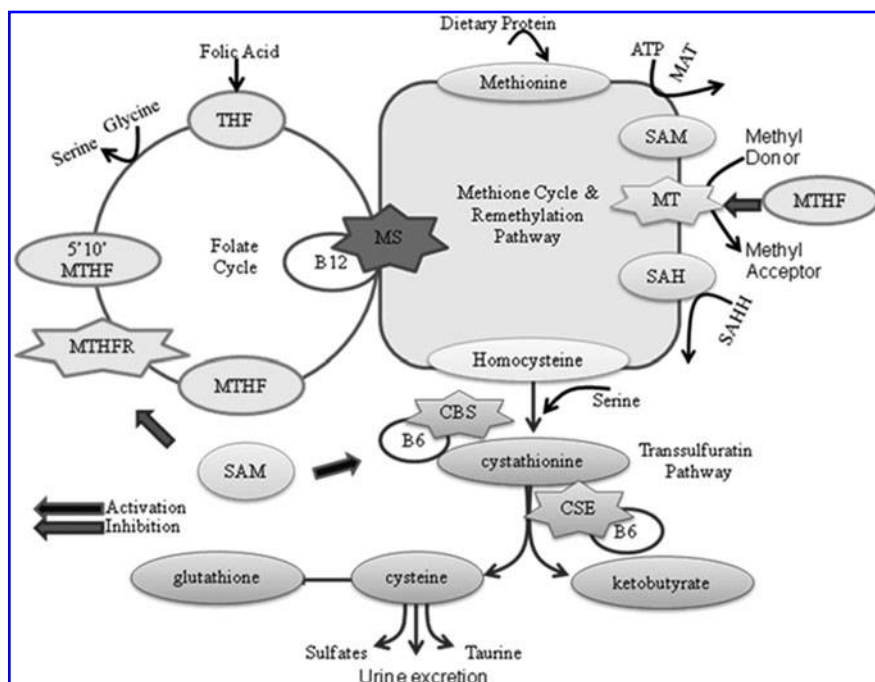 Dietary Protein
Folic Acid
ATP
MAT
Methionine
THF
Serine
Glycine
SAM
Methyl
Donor
Methione Cycle &
Remethylation
Pathway
MT
MTHF
MS
B12
Folate
Cycle
5'10'
MTHF
Methyl
Acceptor
SAH
SAHH
MTHFR
MTHF
Homocysteine
Serine
CBS
B6
SAM
cystathionine
Transsulfuratin
Pathway
Activation
Inhibition
CSE
B6
glutathione
cysteine
ketobutyrate
Sulfates
Taurine
Urine excretion